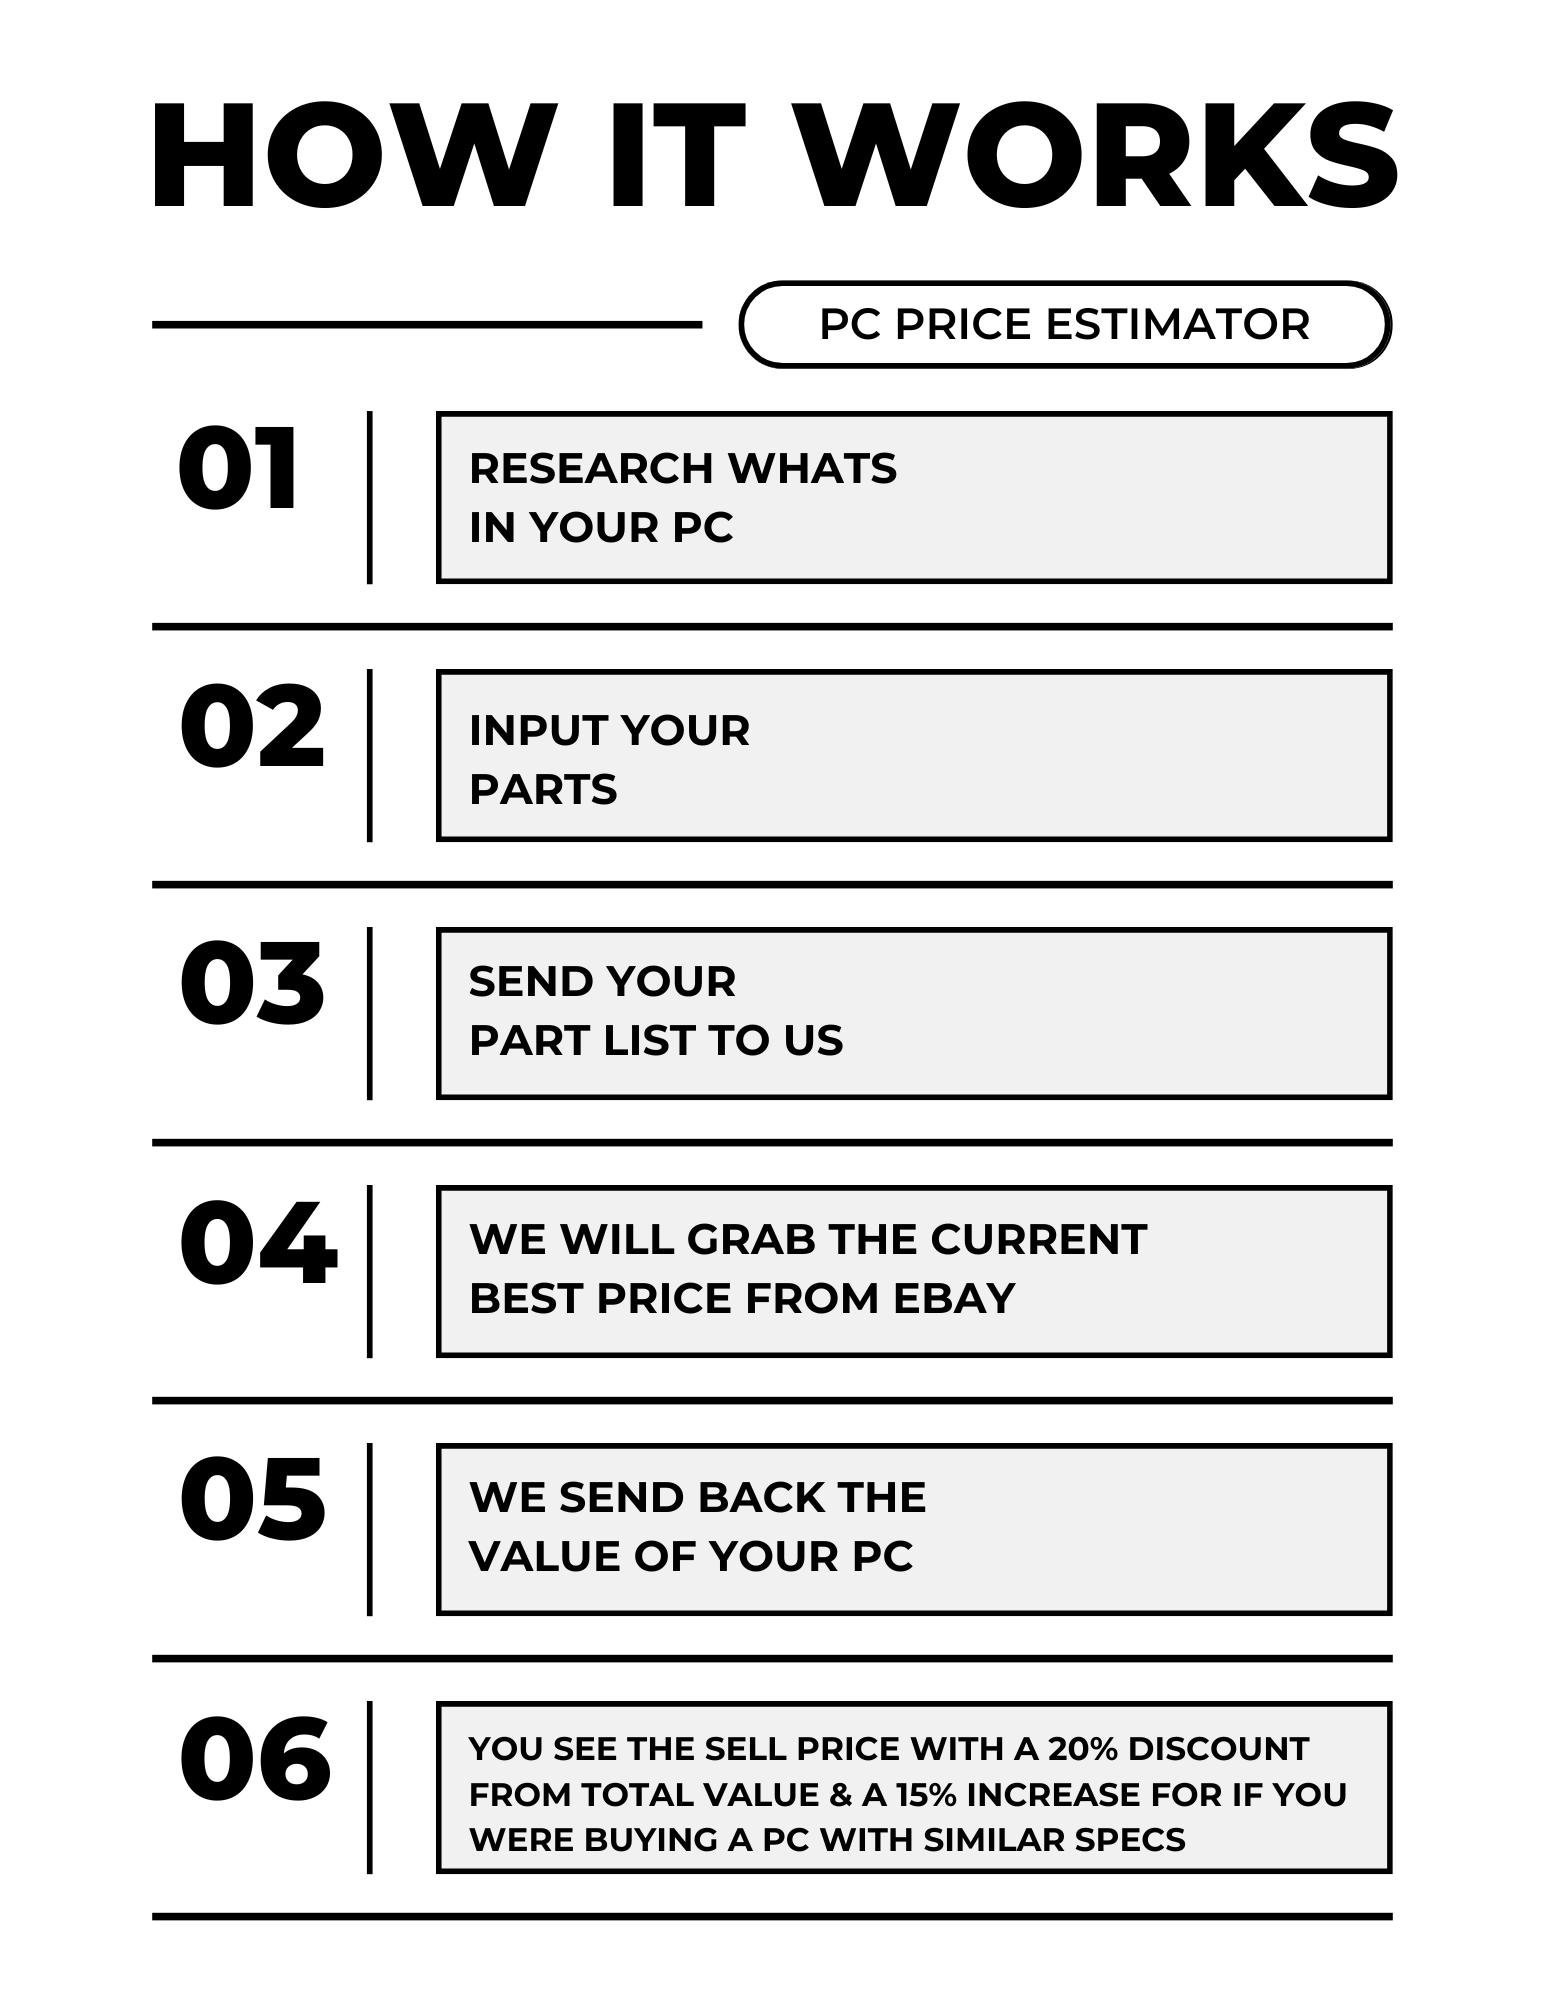 HOW IT WORKS
PC PRICE ESTIMATOR
01
RESEARCH WHATS
IN YOUR PC
02
INPUT YOUR
PARTS
03
SEND YOUR
PART LIST TO US
04
WE WILL GRAB THE CURRENT
BEST PRICE FROM EBAY
05
WE SEND BACK THE
VALUE OF YOUR PC
06
YOU SEE THE SELL PRICE WITH A 20% DISCOUNT
FROM TOTAL VALUE & A 15% INCREASE FOR IF YOU
WERE BUYING A PC WITH SIMILAR SPECS